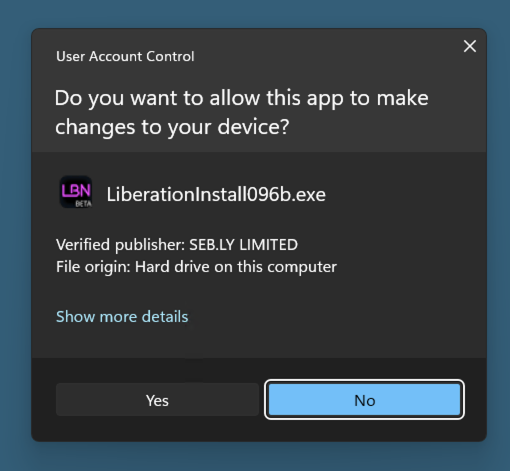 User Account Control
Do you want to allow this app to make
changes to your device?
LBN
BETA
LiberationInstall096b.exe
Verified publisher: SEB.LY LIMITED
File origin: Hard drive on this computer
Show more details
Yes
No